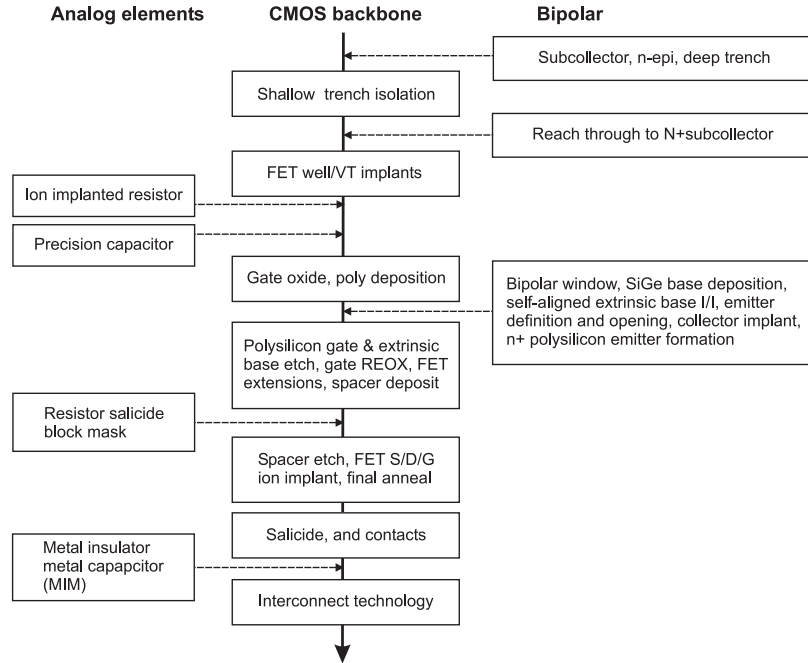 Analog elements
CMOS backbone
Bipolar
Subcollector, n-epi, deep trench
Shallow trench isolation
Reach through to N+subcollector
FET well/VT implants
Ion implanted resistor
Precision capacitor
Gate oxide, poly deposition
Bipolar window, SiGe base deposition,
self-aligned extrinsic base I/I, emitter
definition and opening, collector implant,
n+ polysilicon emitter formation
Polysilicon gate & extrinsic
base etch, gate REOX, FET
extensions, spacer deposit
Resistor salicide
block mask
Spacer etch, FET S/D/G
ion implant, final anneal
Salicide, and contacts
Metal insulator
metal capapcitor
(MIM)
Interconnect technology